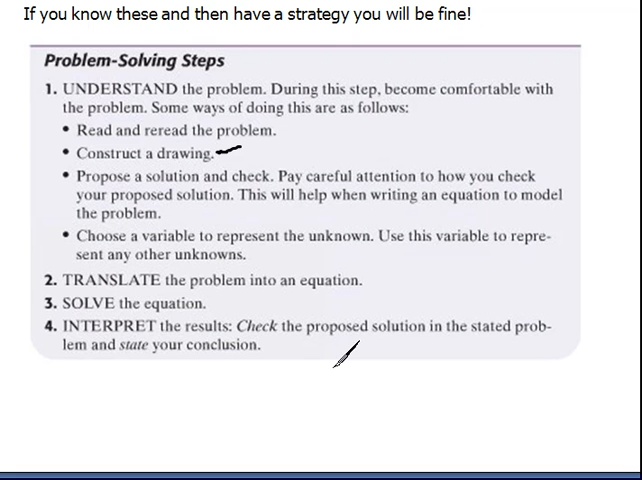 If you know these and then have a strategy you will be fine!
Problem-Solving Steps
1. UNDERSTAND the problem. During this step, become comfortable with
the problem. Some ways of doing this are as follows:
• Read and reread the problem.
• Construct a drawing.
• Propose a solution and check. Pay careful attention to how you check
your proposed solution. This will help when writing an equation to model
the problem.
• Choose a variable to represent the unknown. Use this variable to repre-
sent any other unknowns.
2. TRANSLATE the problem into an equation.
3. SOLVE the equation.
4. INTERPRET the results: Check the proposed solution in the stated prob-
lem and state your conclusion.